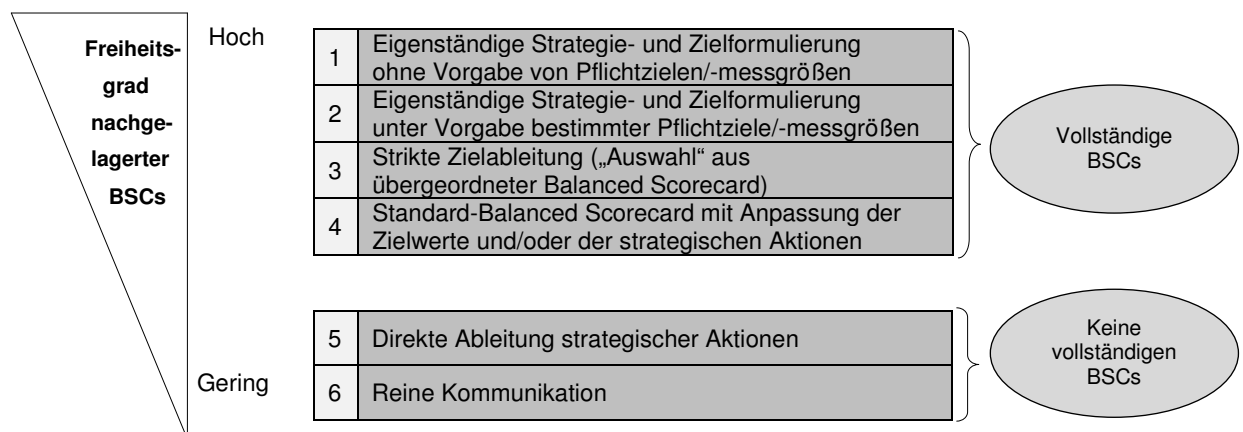 Freiheits-
grad
nachge-
lagerter
BSCs
Hoch
Gering
1
Eigenständige Strategie- und Zielformulierung
ohne Vorgabe von Pflichtzielen/-messgrößen
2
Eigenständige Strategie- und Zielformulierung
unter Vorgabe bestimmter Pflichtziele/-messgrößen
3
Strikte Zielableitung („Auswahl“ aus
übergeordneter Balanced Scorecard)
4
Standard-Balanced Scorecard mit Anpassung der
Zielwerte und/oder der strategischen Aktionen
Vollständige
BSCs
5
Direkte Ableitung strategischer Aktionen
6
Reine Kommunikation
Keine
vollständigen
BSCs